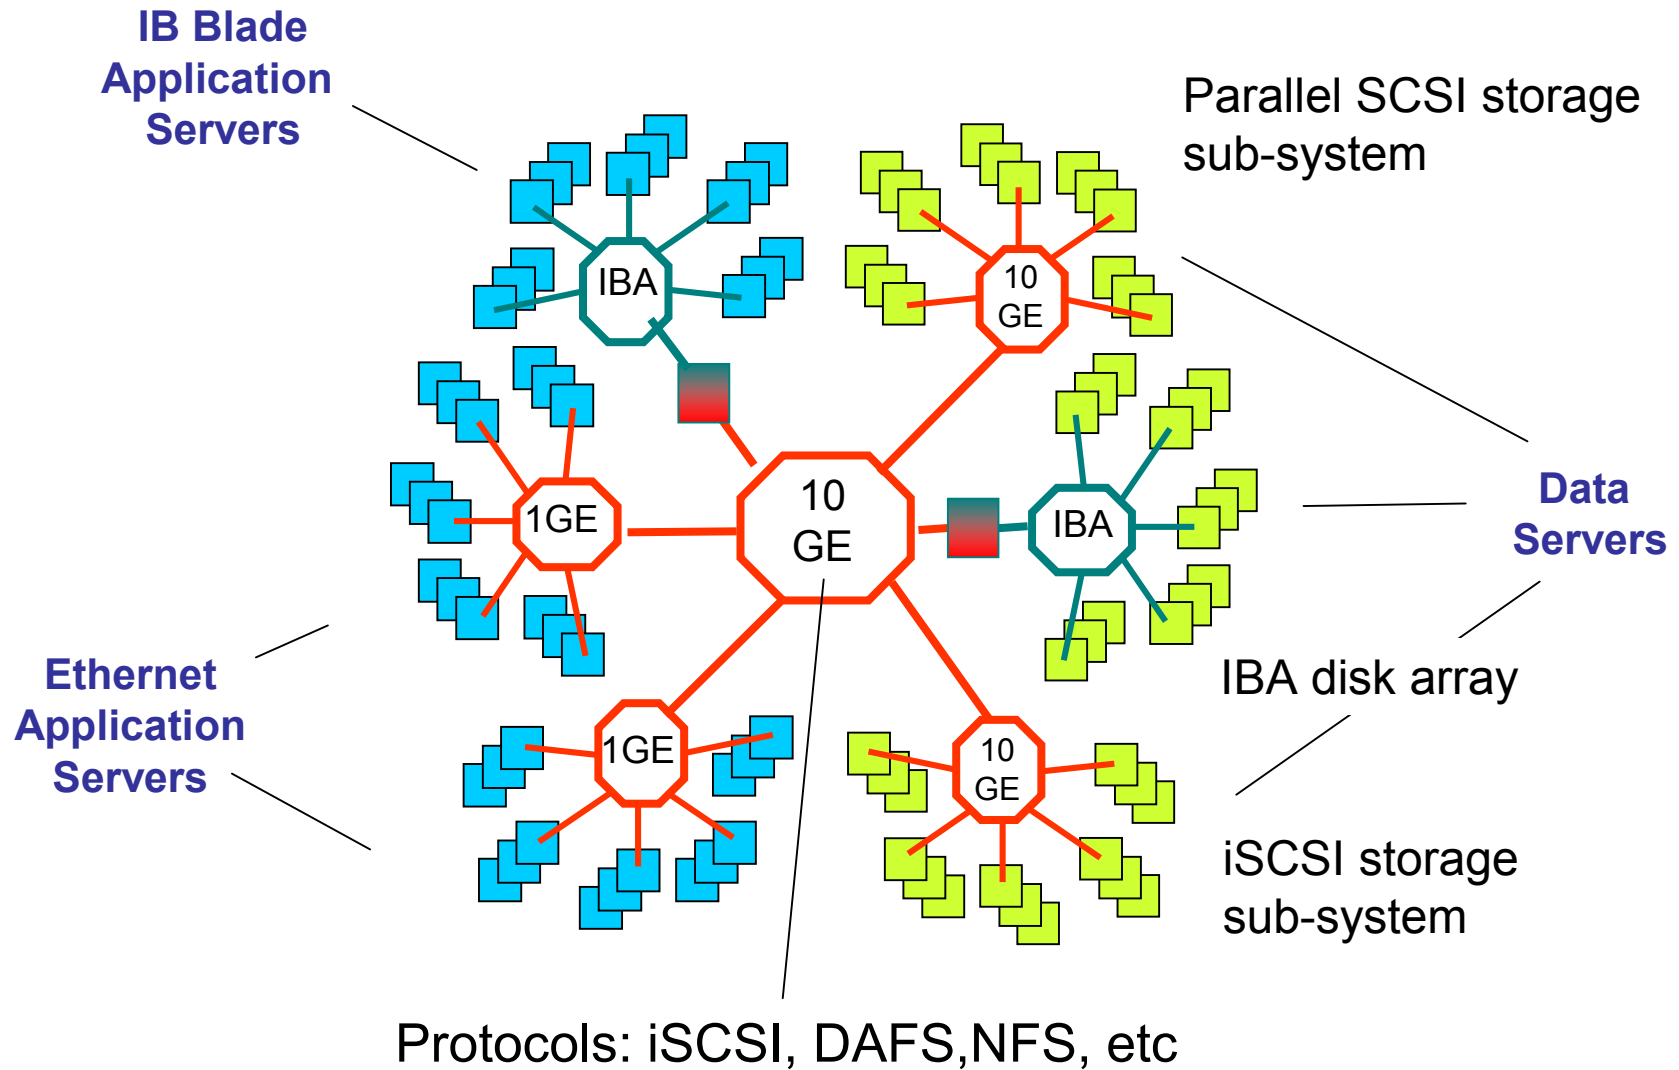 IB Blade
Application
Servers
Parallel SCSI storage
sub-system
IBA
10
GE
1GE
10
GE
IBA
Data
Servers
Ethernet
Application
Servers
IBA disk array
1GE
10
GE
iSCSI storage
sub-system
Protocols: iSCSI, DAFS,NFS, etc